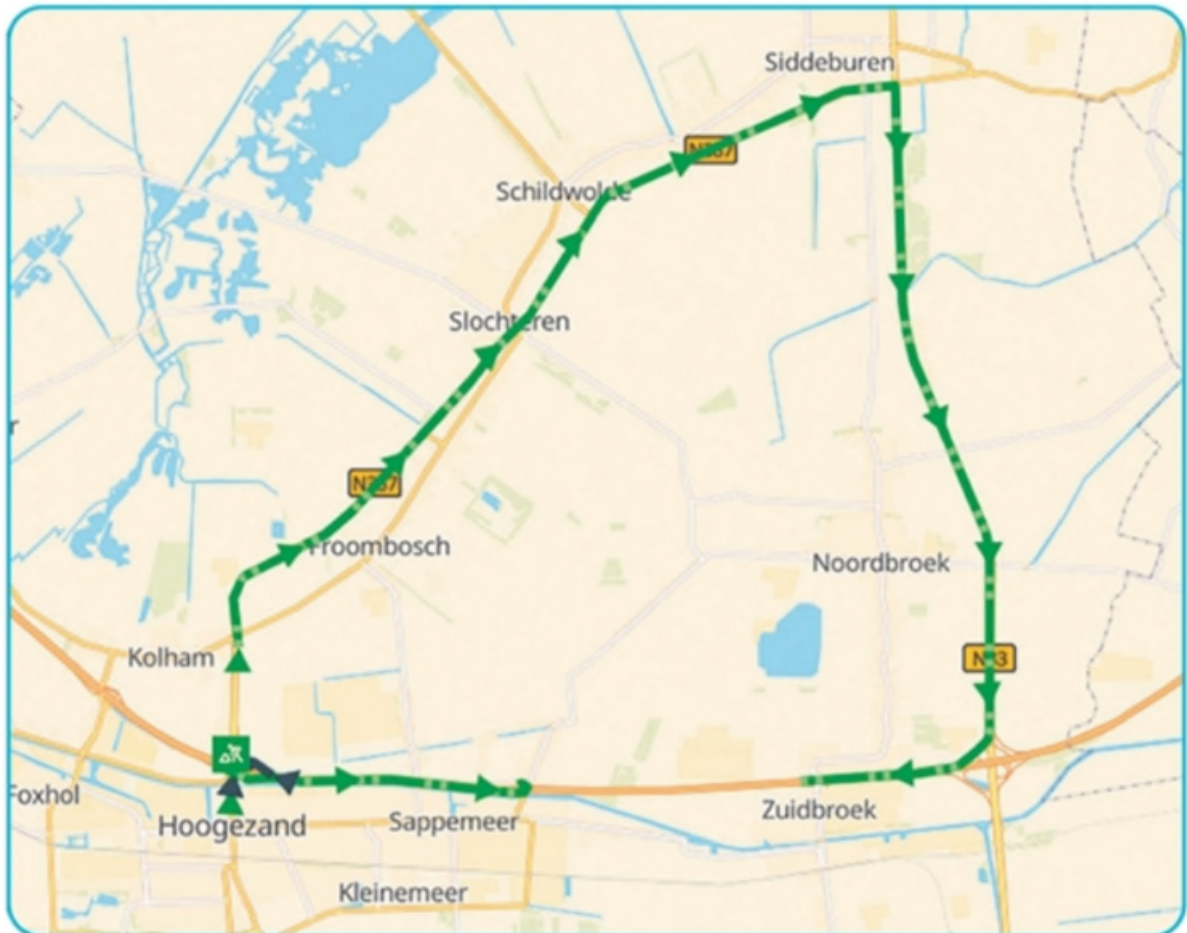 Siddeburen
Schildwolde
Slochteren
Froombosch
Noordbroek
Kolham
Foxhol
Zuidbroek
Hoogezand
Sappemeer
Kleinemeer